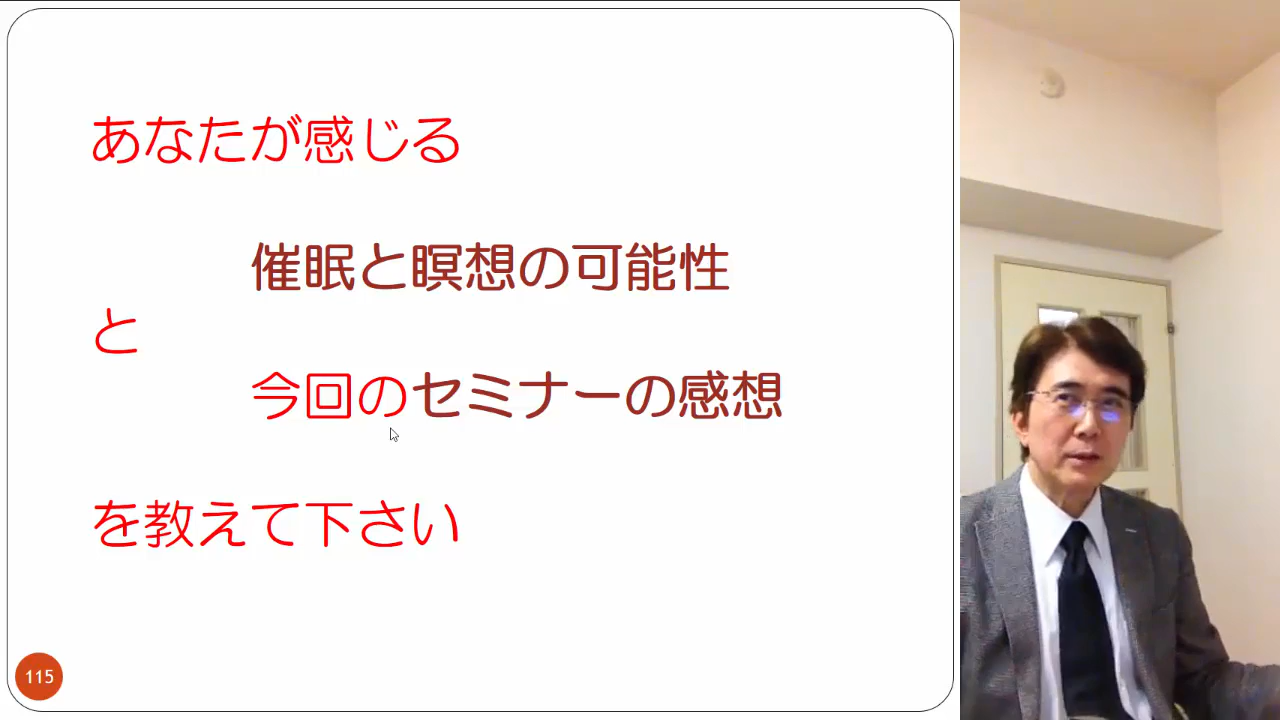 あなたが感じる
催眠と瞑想の可能性
と
今回のセミナーの感想
を教えて下さい
115